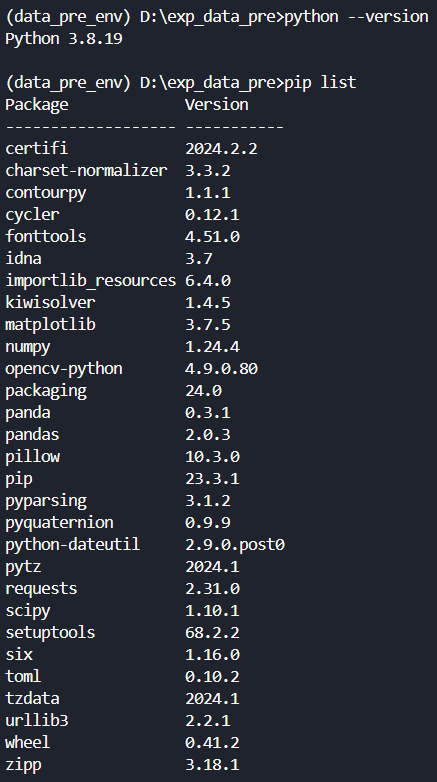 (data_pre_env) D:\exp_data_pre>python --version
Python 3.8.19
(data_pre_env) D:\exp_data_pre>pip list
Package Version
------------------- -----------
certifi 2024.2.2
charset-normalizer 3.3.2
contourpy 1.1.1
cycler 0.12.1
fonttools 4.51.0
idna 3.7
importlib_resources 6.4.0
kiwisolver 1.4.5
matplotlib 3.7.5
numpy 1.24.4
opencv-python 4.9.0.80
packaging 24.0
panda 0.3.1
pandas 2.0.3
pillow 10.3.0
pip 23.3.1
pyparsing 3.1.2
pyquaternion 0.9.9
python-dateutil 2.9.0.post0
pytz 2024.1
requests 2.31.0
scipy 1.10.1
setuptools 68.2.2
six 1.16.0
toml 0.10.2
tzdata 2024.1
urllib3 2.2.1
wheel 0.41.2
zipp 3.18.1